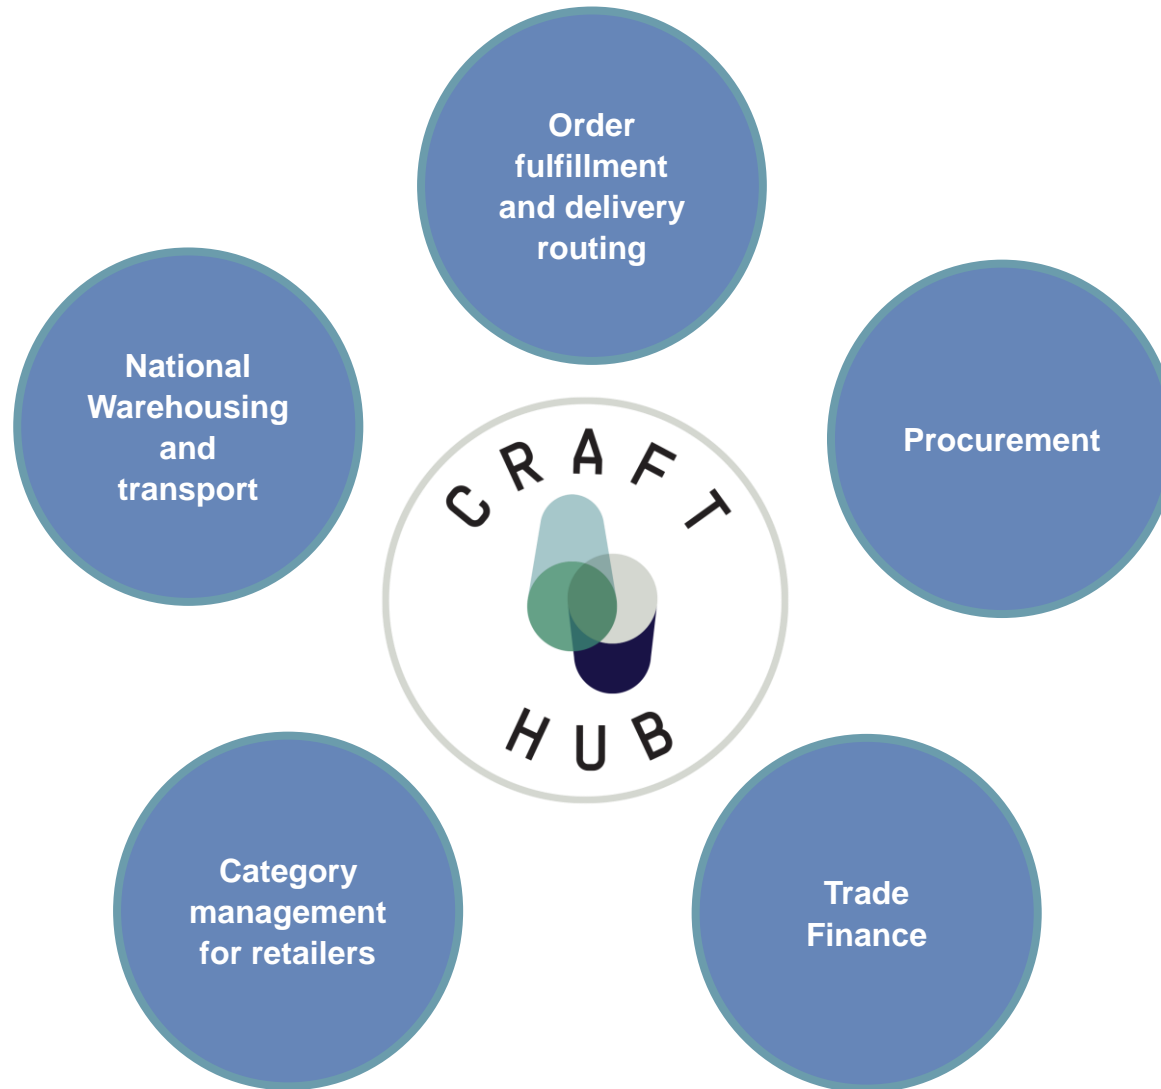 Order
fulfillment
and delivery
routing
National
Warehousing
and
transport
Procurement
CRAFT
HUB
Category
management
for retailers
Trade
Finance